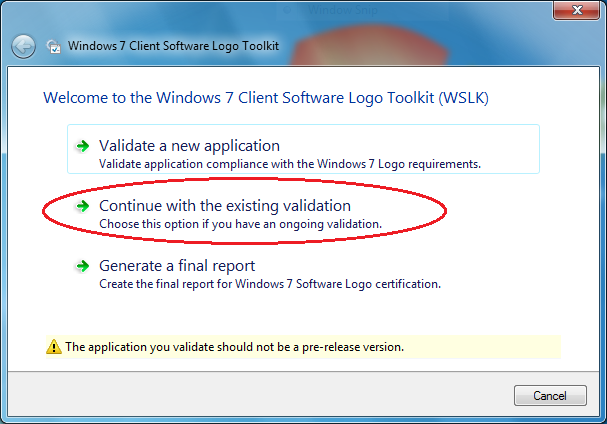 Window Snip
Windows 7 Client Software Logo Toolkit
Welcome to the Windows 7 Client Software Logo Toolkit (WSLK)
Validate a new application
Validate application compliance with the Windows 7 Logo requirements.
Continue with the existing validation
Choose this option if you have an ongoing validation.
Generate a final report
Create the final report for Windows 7 Software Logo certification.
The application you validate should not be a pre-release version.
Cancel